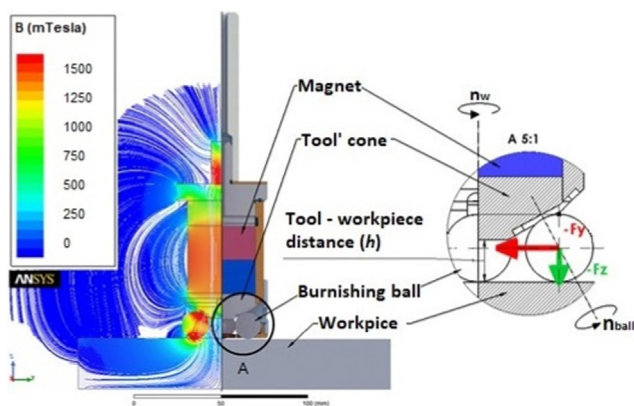 B (mTesla)
1500
1250
1000
750
500
250
0
ANSYS
Magnet
Tool' cone
Tool - workpiece
distance (h)
Burnishing ball
Workpice
A
0
50
100 (mm)
nw
A 5:1
-Fy
-Fz
nball